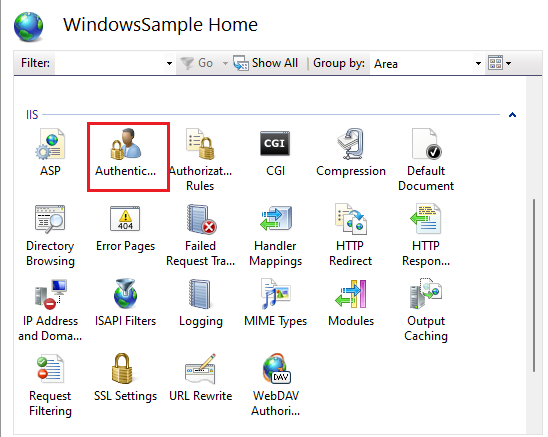 WindowsSample Home
Filter: Go Show All Group by: Area
IIS
CGI
ASP Authentic... Authorizat... CGI Compression Default
Rules Document
404
Directory Error Pages Failed Handler HTTP HTTP
Browsing Request Tra... Mappings Redirect Respon...
IP Address ISAPI Filters Logging MIME Types Modules Output
and Doma... Caching
DAV
Request SSL Settings URL Rewrite WebDAV
Filtering Authori...